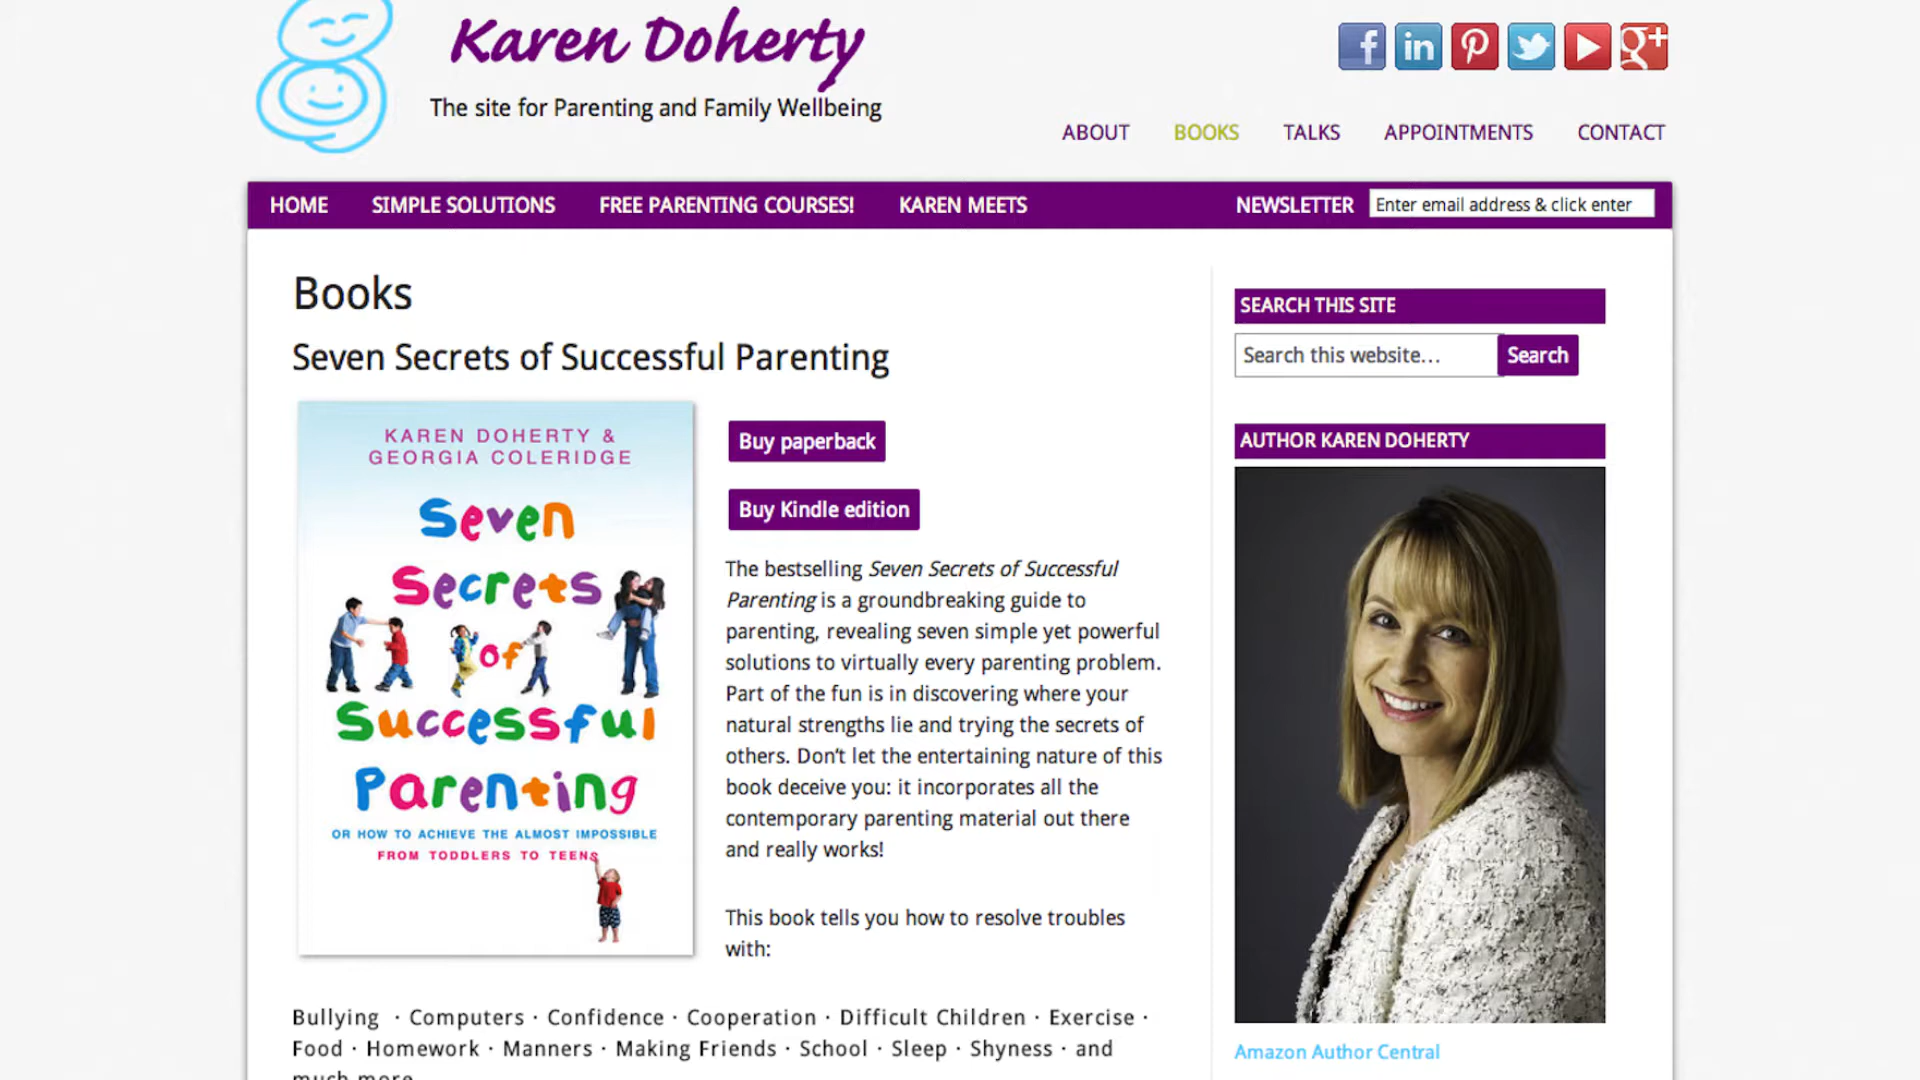 Karen Doherty
The site for Parenting and Family Wellbeing
f in P g+
ABOUT BOOKS TALKS APPOINTMENTS CONTACT
HOME SIMPLE SOLUTIONS FREE PARENTING COURSES! KAREN MEETS NEWSLETTER Enter email address & click enter
Books
Seven Secrets of Successful Parenting
KAREN DOHERTY &
GEORGIA COLERIDGE
Seven
Secrets
of
Successful
Parenting
OR HOW TO ACHIEVE THE ALMOST IMPOSSIBLE
FROM TODDLERS TO TEENS
Buy paperback
Buy Kindle edition
The bestselling Seven Secrets of Successful
Parenting is a groundbreaking guide to
parenting, revealing seven simple yet powerful
solutions to virtually every parenting problem.
Part of the fun is in discovering where your
natural strengths lie and trying the secrets of
others. Don’t let the entertaining nature of this
book deceive you: it incorporates all the
contemporary parenting material out there
and really works!
This book tells you how to resolve troubles
with:
Bullying · Computers · Confidence · Cooperation · Difficult Children · Exercise ·
Food · Homework · Manners · Making Friends · School · Sleep · Shyness · and
much more
SEARCH THIS SITE
Search this website… Search
AUTHOR KAREN DOHERTY
Amazon Author Central